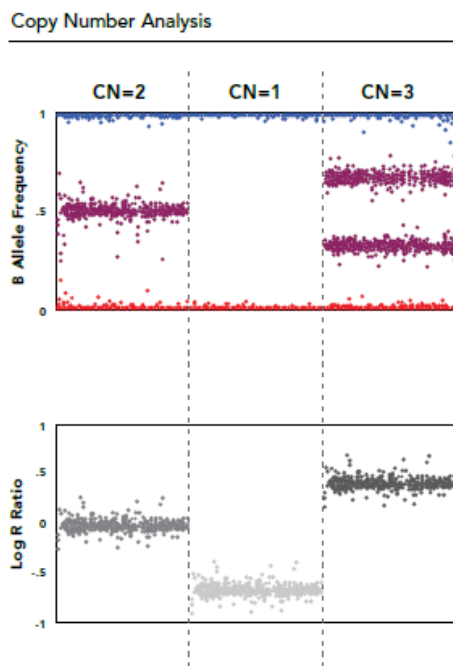 Copy Number Analysis
CN=2 CN=1 CN=3
1
.5
0
B Allele Frequency
1
.5
0
-.5
-1
Log R Ratio